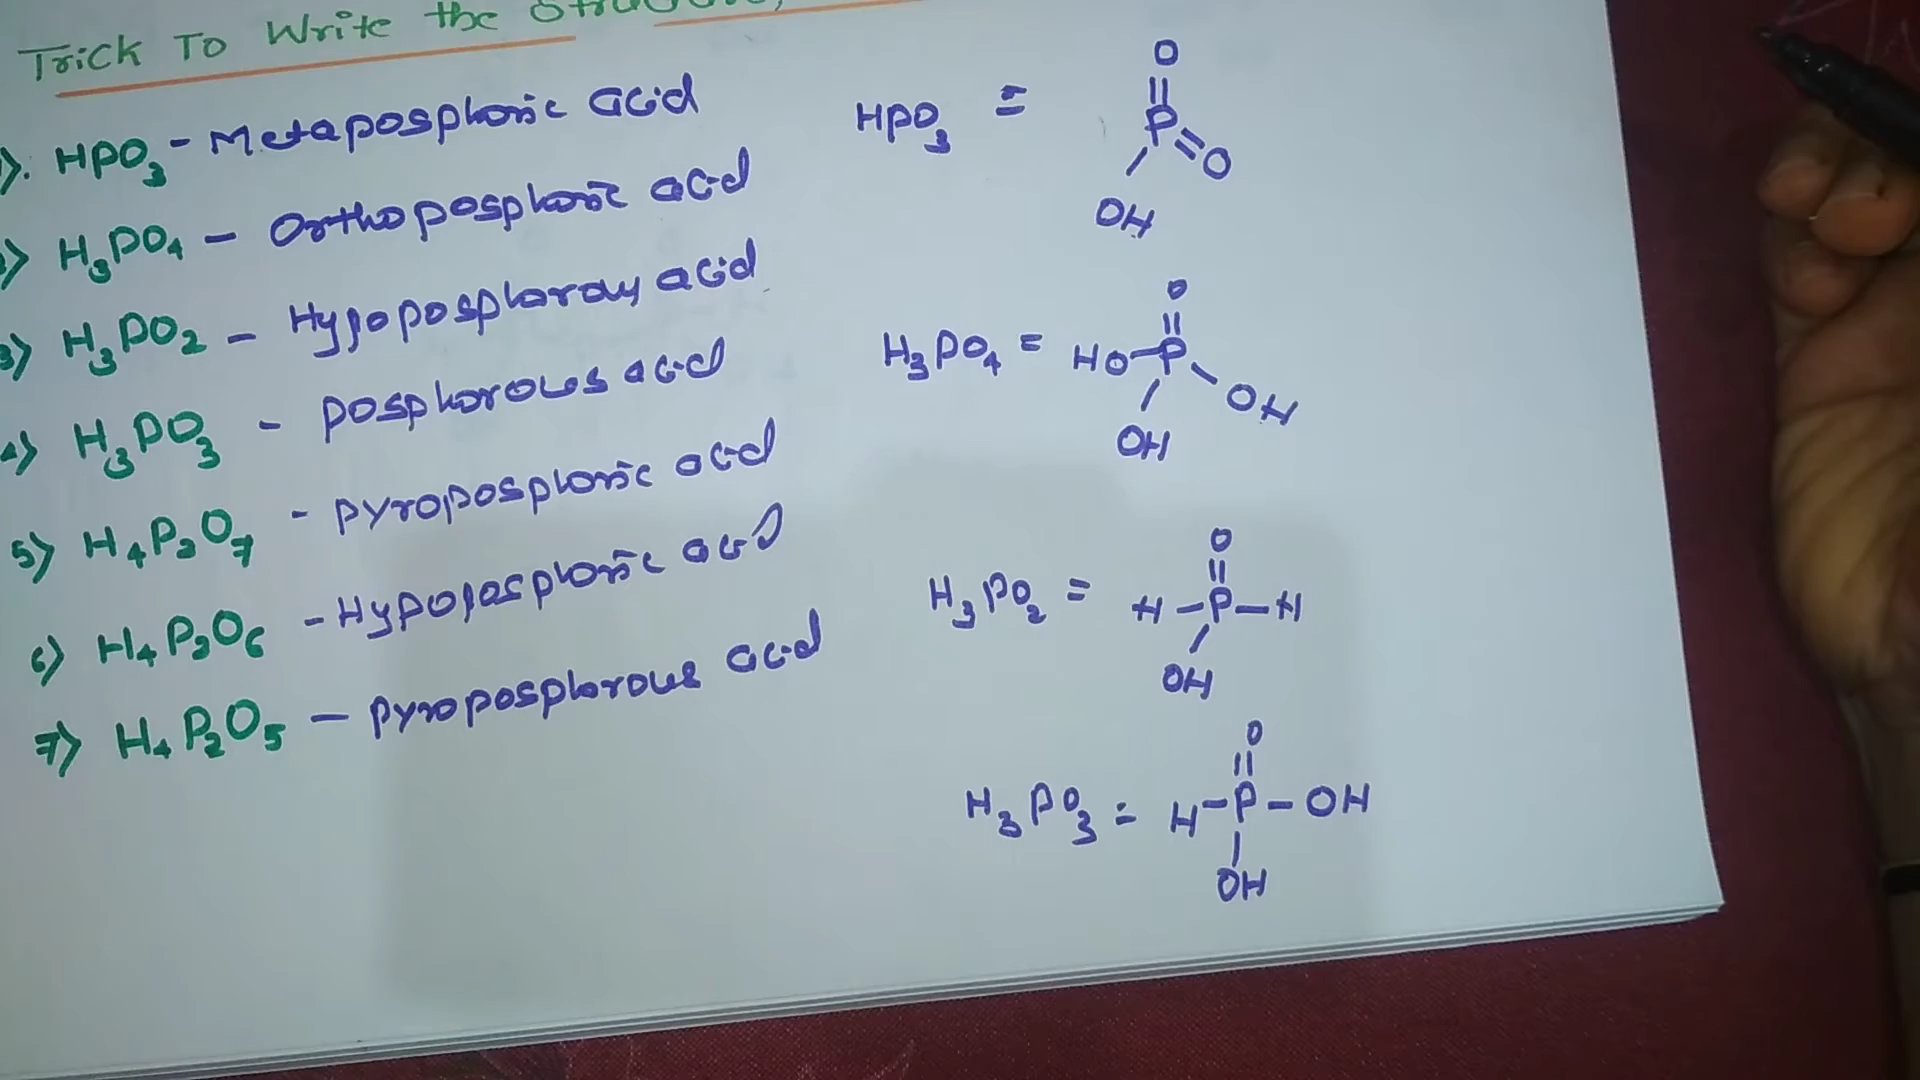 Trick To Write the Structure,
1). HPO3 - Metaposphoric acid
2) H3PO4 - Orthoposphoric acid
3) H3PO2 - Hypoposphorous acid
4) H3PO3 - posphorous acid
5) H4P2O7 - pyroposphoric acid
6) H4P2O6 - Hypoposphoric acid
7) H4P2O5 - pyroposphorous acid
HPO3 =
O
P
O
OH
H3PO4 =
O
HO-P
OH
OH
H3PO2 =
O
H-P-H
OH
H3PO3 =
O
H-P-OH
OH